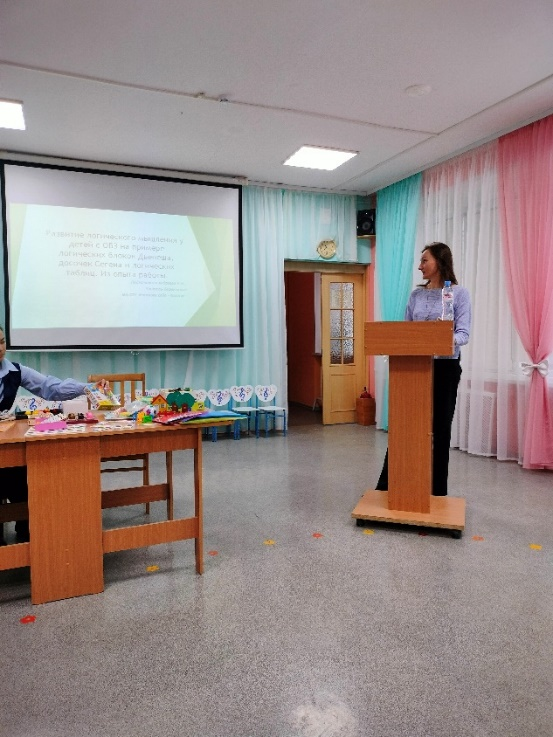 Развитие логического мышления у
детей с ОВЗ на примере
логических блоков Дьенеша,
досочек Сегена и логических
таблиц. Из опыта работы